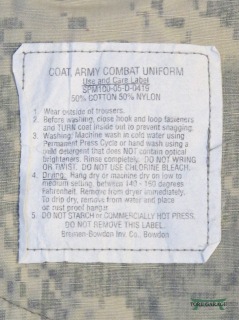 COAT, ARMY COMBAT UNIFORM
Use and Care Label
SPM100-05-D-0419
50% COTTON 50% NYLON
1. Wear outside of trousers.
2. Before washing, close hook and loop fasteners
and TURN coat inside out to prevent snagging.
3. Washing: Machine wash in cold water using
Permanent Press Cycle or hand wash using a
mild detergent that does NOT contain optical
brighteners. Rinse completely. DO NOT WRING
OR TWIST. DO NOT USE CHLORINE BLEACH.
4. Drying: Hang dry or machine dry on low to
medium setting, between 140 - 160 degrees
Fahrenheit. Remove from dryer immediately.
To drip dry, remove from water and place
on rust proof hanger.
5. DO NOT STARCH or COMMERCIALLY HOT PRESS.
DO NOT REMOVE THIS LABEL.
Bowdon Inv. Co., Bowdon